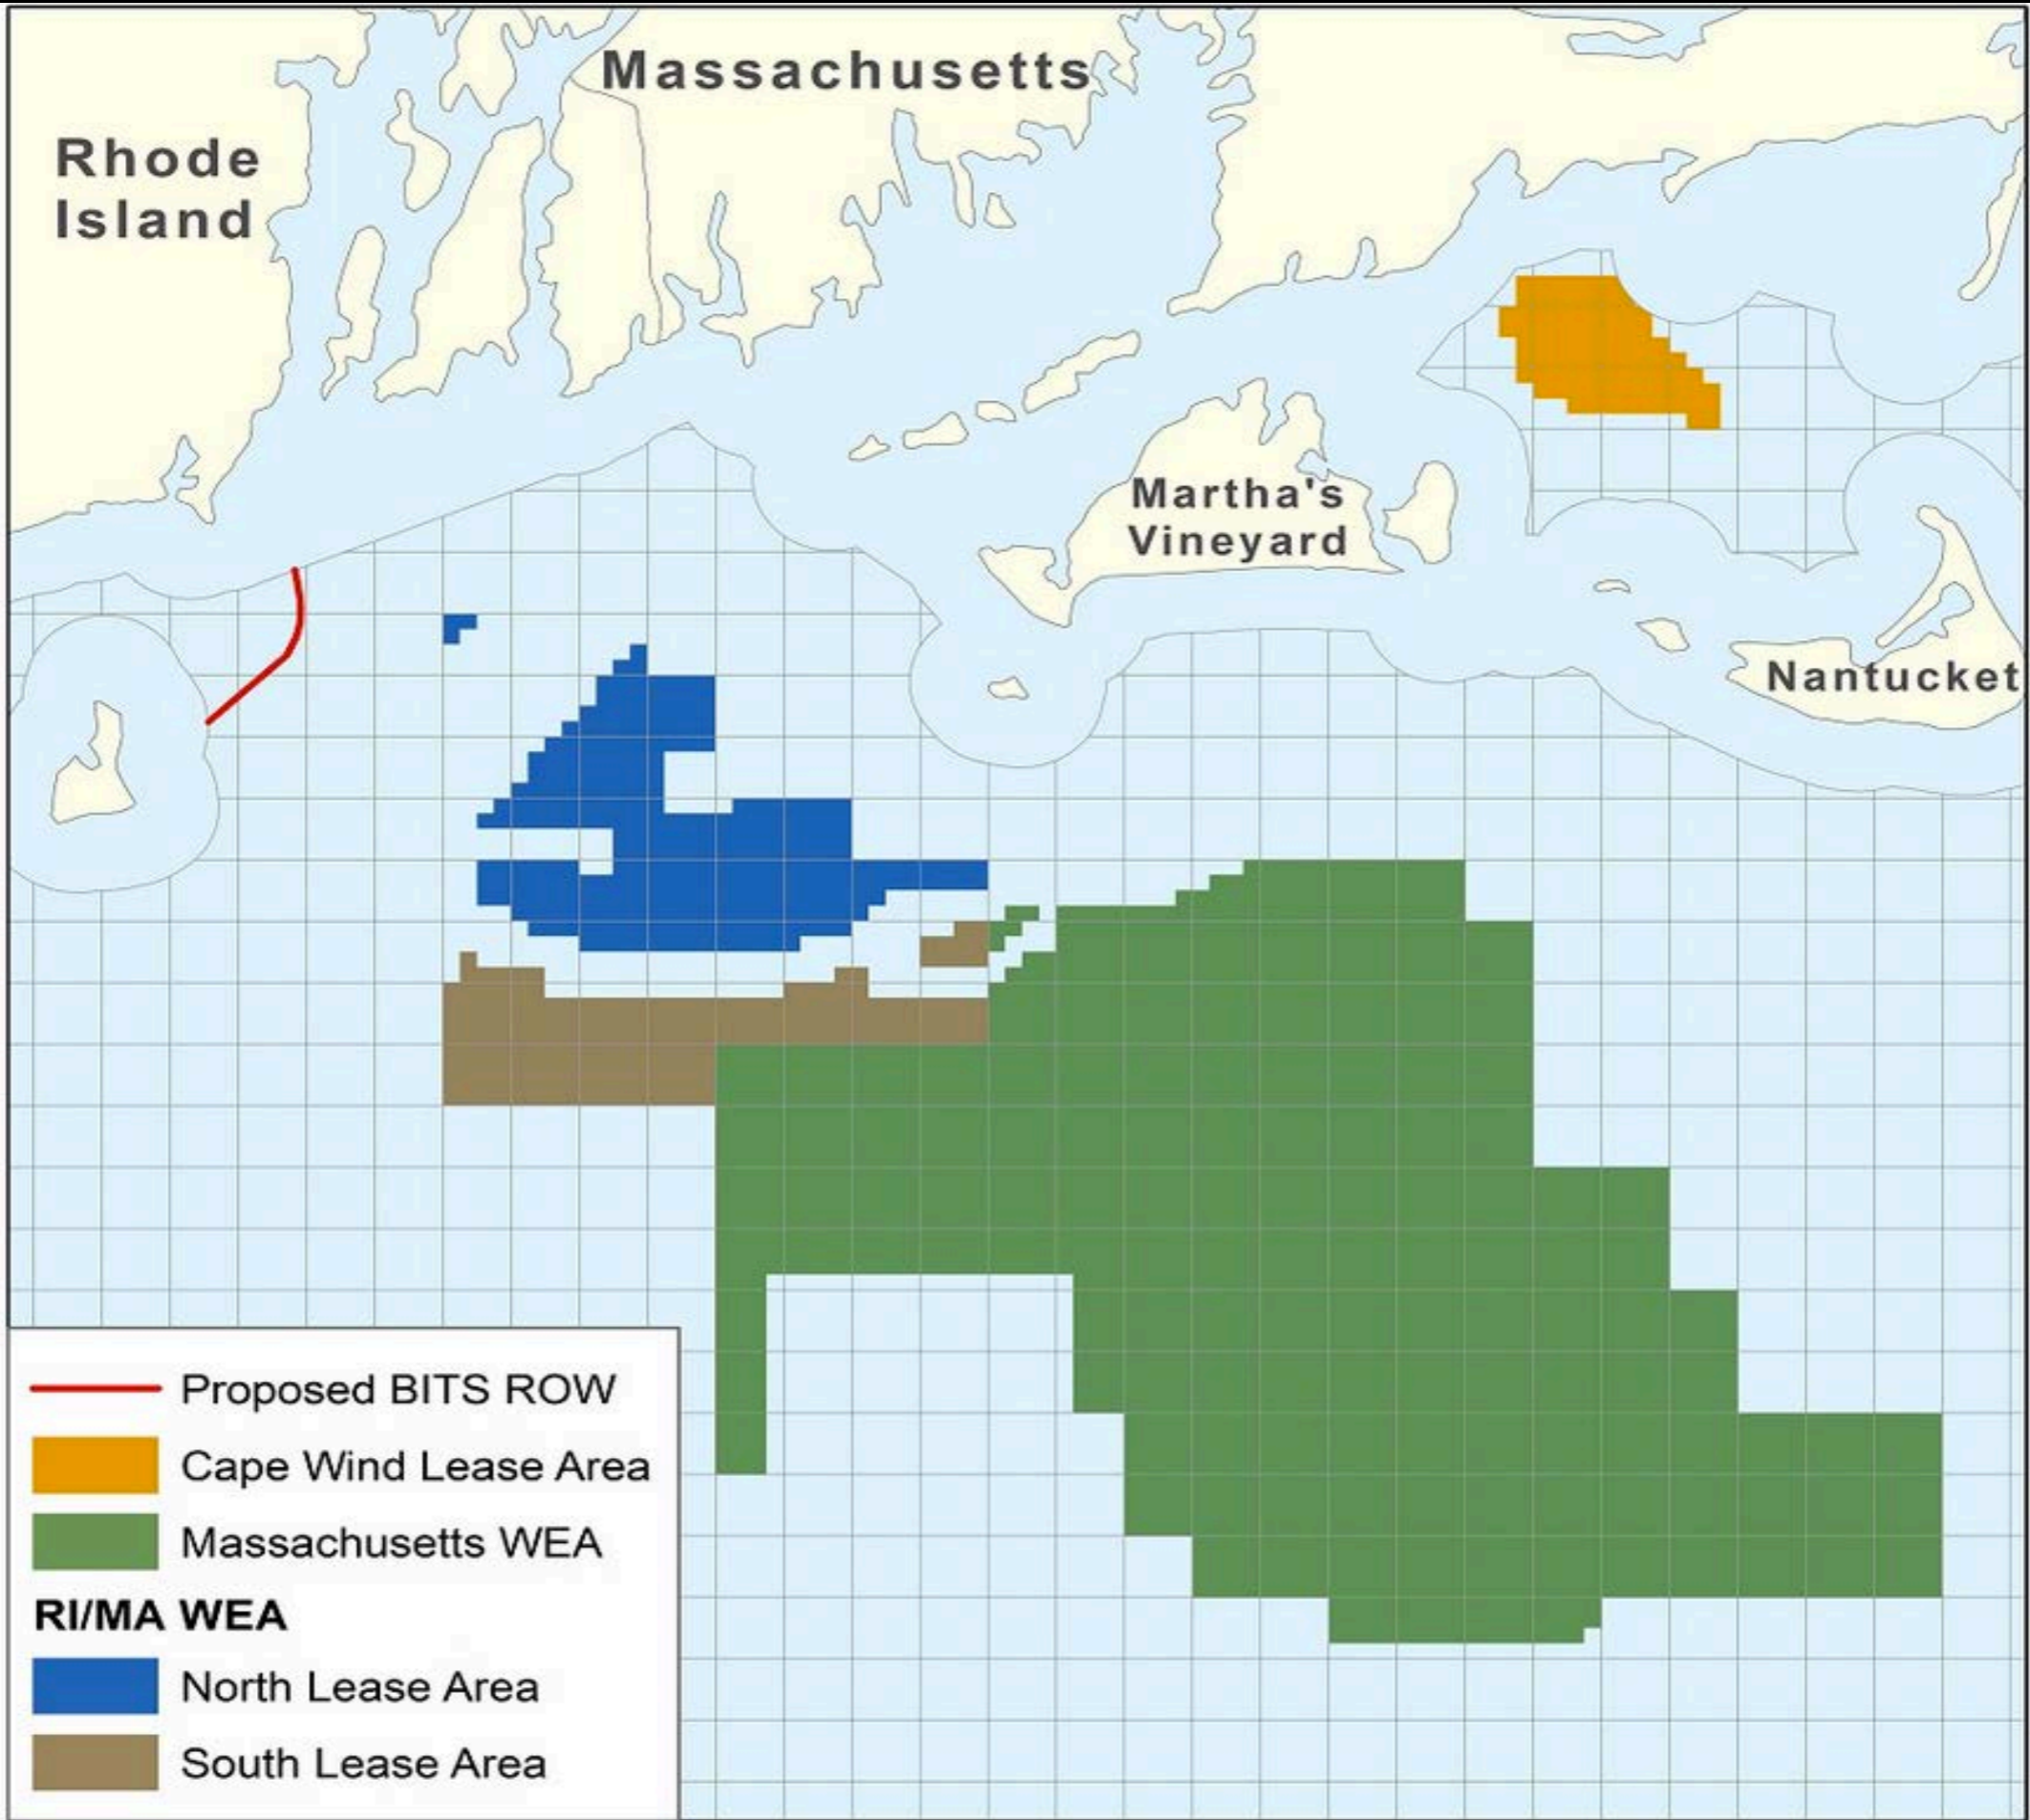 Massachusetts
Rhode
Island
Martha's
Vineyard
Nantucket
Proposed BITS ROW
Cape Wind Lease Area
Massachusetts WEA
RI/MA WEA
North Lease Area
South Lease Area